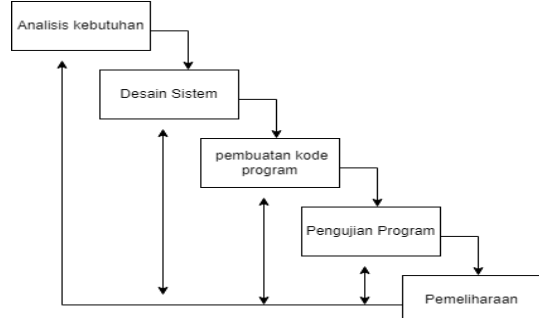 Analisis kebutuhan
Desain Sistem
pembuatan kode
program
Pengujian Program
Pemeliharaan